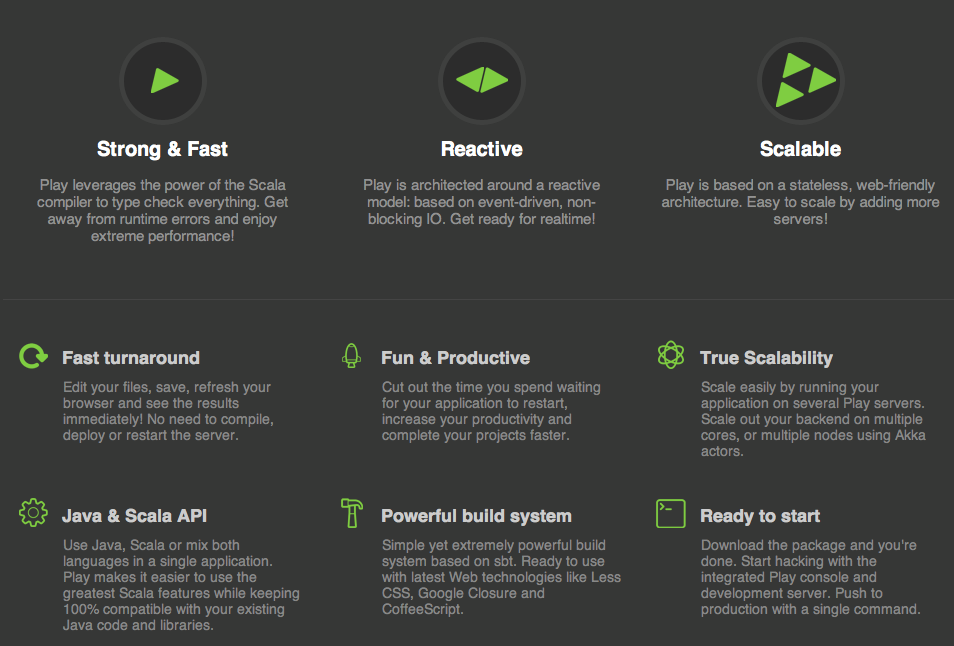 Strong & Fast
Play leverages the power of the Scala
compiler to type check everything. Get
away from runtime errors and enjoy
extreme performance!
Reactive
Play is architected around a reactive
model: based on event-driven, non-
blocking IO. Get ready for realtime!
Scalable
Play is based on a stateless, web-friendly
architecture. Easy to scale by adding more
servers!
Fast turnaround
Edit your files, save, refresh your
browser and see the results
immediately! No need to compile,
deploy or restart the server.
Fun & Productive
Cut out the time you spend waiting
for your application to restart,
increase your productivity and
complete your projects faster.
True Scalability
Scale easily by running your
application on several Play servers.
Scale out your backend on multiple
cores, or multiple nodes using Akka
actors.
Java & Scala API
Use Java, Scala or mix both
languages in a single application.
Play makes it easier to use the
greatest Scala features while keeping
100% compatible with your existing
Java code and libraries.
Powerful build system
Simple yet extremely powerful build
system based on sbt. Ready to use
with latest Web technologies like Less
CSS, Google Closure and
CoffeeScript.
Ready to start
Download the package and you're
done. Start hacking with the
integrated Play console and
development server. Push to
production with a single command.